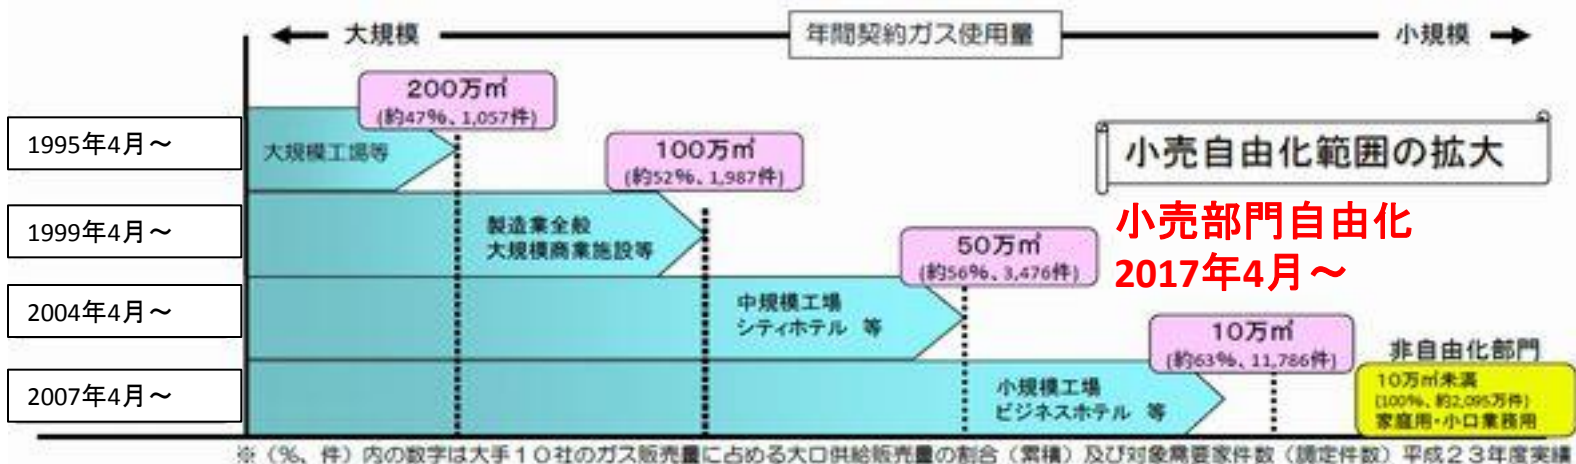 大規模
年間契約ガス使用量
小規模
200万㎥
(約47%、1,057件)
1995年4月～
大規模工場等
100万㎥
(約52%、1,987件)
小売自由化範囲の拡大
1999年4月～
製造業全般
大規模商業施設等
50万㎥
(約56%、3,476件)
小売部門自由化
2017年4月～
2004年4月～
中規模工場
シティホテル 等
10万㎥
(約63%、11,786件)
非自由化部門
2007年4月～
小規模工場
ビジネスホテル 等
10万㎥未満
(100%、約2,095万件)
家庭用・小口業務用
※（%、件）内の数字は大手１０社のガス販売量に占める大口供給販売量の割合（累積）及び対象需要家件数（調定件数）平成２３年度実績